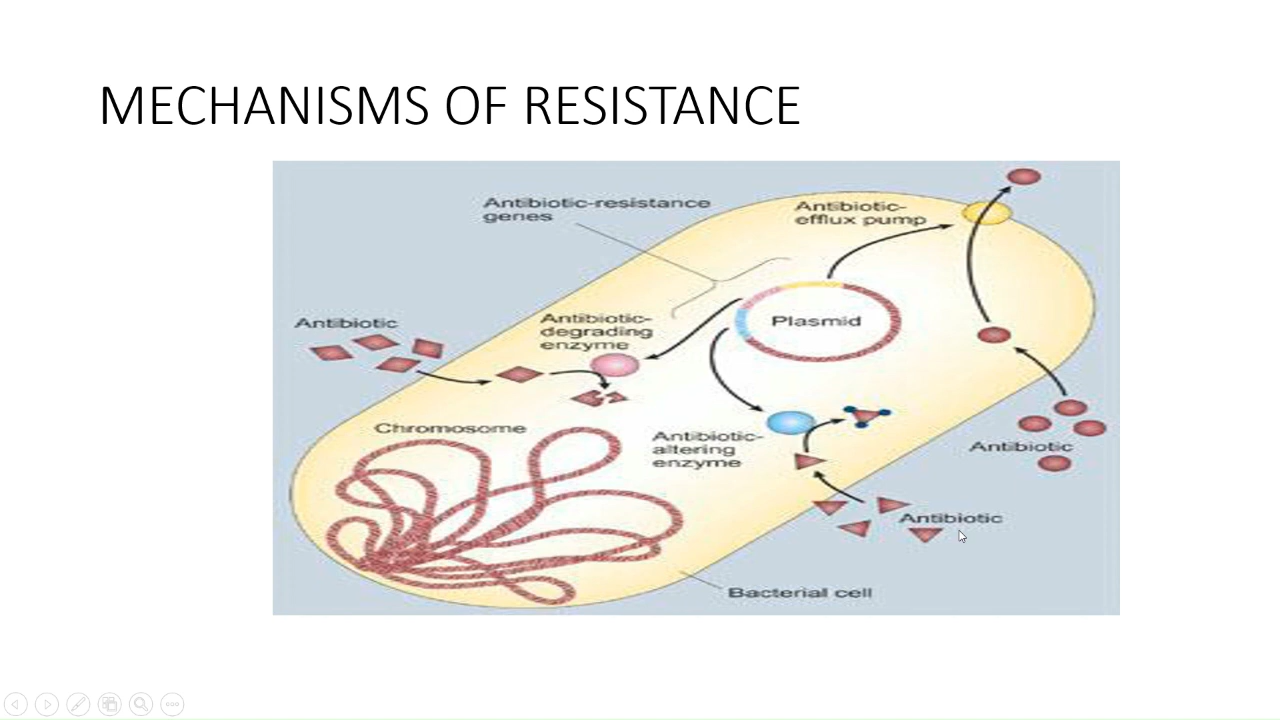 MECHANISMS OF RESISTANCE
Antibiotic-resistance
genes
Antibiotic-
efflux pump
Antibiotic
Antibiotic-
degrading
enzyme
Plasmid
Chromosome
Antibiotic-
altering
enzyme
Antibiotic
Antibiotic
Bacterial cell